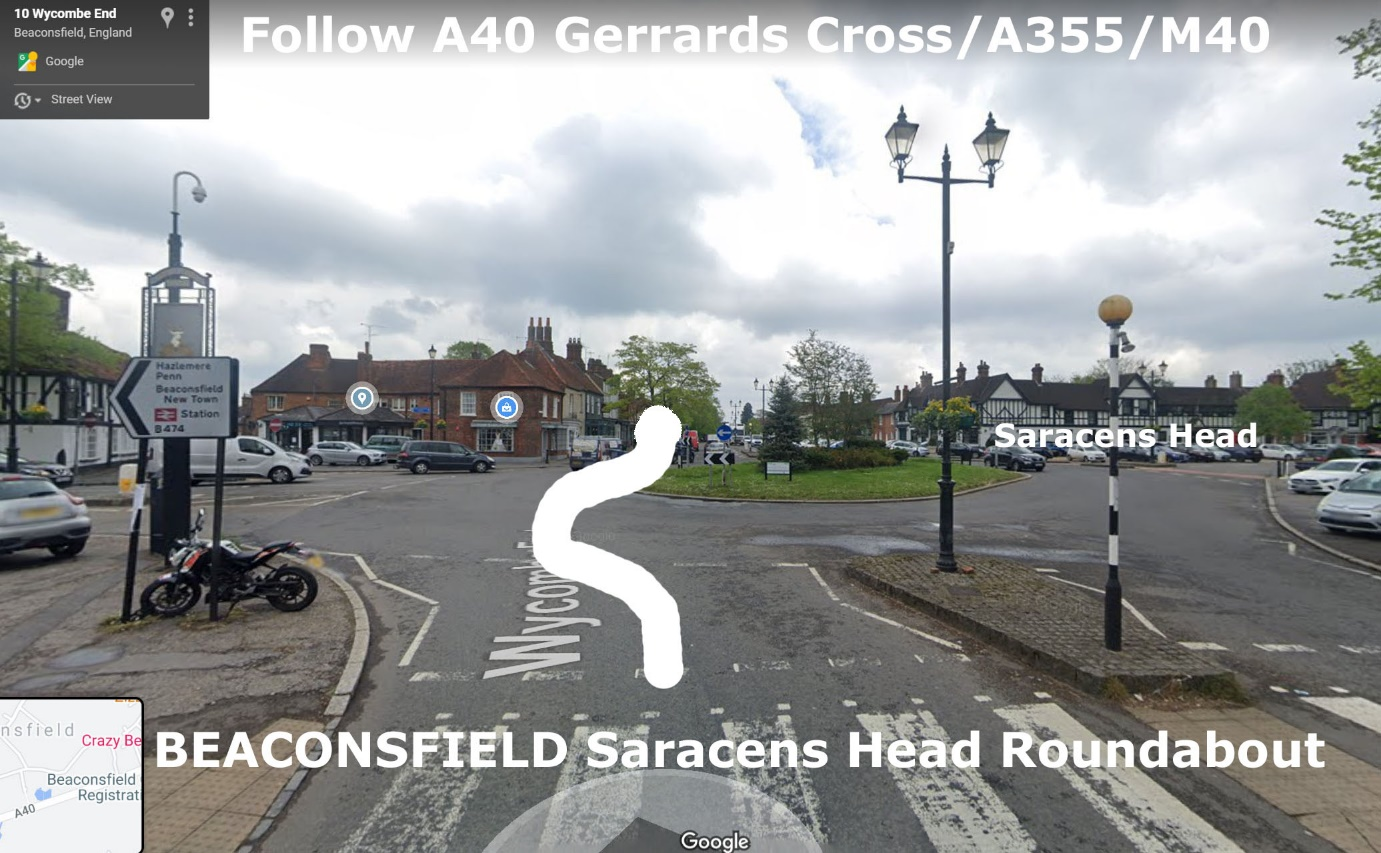 10 Wycombe End
Beaconsfield, England
Google
Street View
Follow A40 Gerrards Cross/A355/M40
Hazlemere
Penn
Beaconsfield
New Town
Station
B474
Saracens Head
Wycombe End
BEACONSFIELD Saracens Head Roundabout
nsfield
Crazy Be
Beaconsfield
Registrat
A40
Google